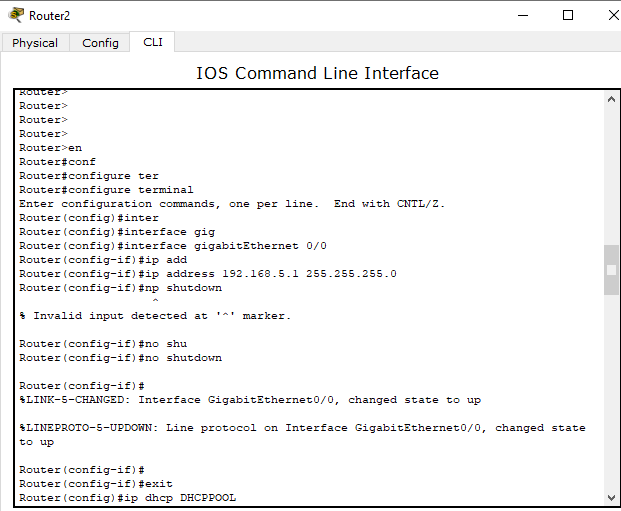 Router2
Physical Config CLI
IOS Command Line Interface
Router>
Router>
Router>
Router>
Router>en
Router#conf
Router#configure ter
Router#configure terminal
Enter configuration commands, one per line.  End with CNTL/Z.
Router(config)#inter
Router(config)#interface gig
Router(config)#interface gigabitEthernet 0/0
Router(config-if)#ip add
Router(config-if)#ip address 192.168.5.1 255.255.255.0
Router(config-if)#np shutdown
^
% Invalid input detected at '^' marker.
Router(config-if)#no shu
Router(config-if)#no shutdown
Router(config-if)#
%LINK-5-CHANGED: Interface GigabitEthernet0/0, changed state to up
%LINEPROTO-5-UPDOWN: Line protocol on Interface GigabitEthernet0/0, changed state
to up
Router(config-if)#
Router(config-if)#exit
Router(config)#ip dhcp DHCPPOOL